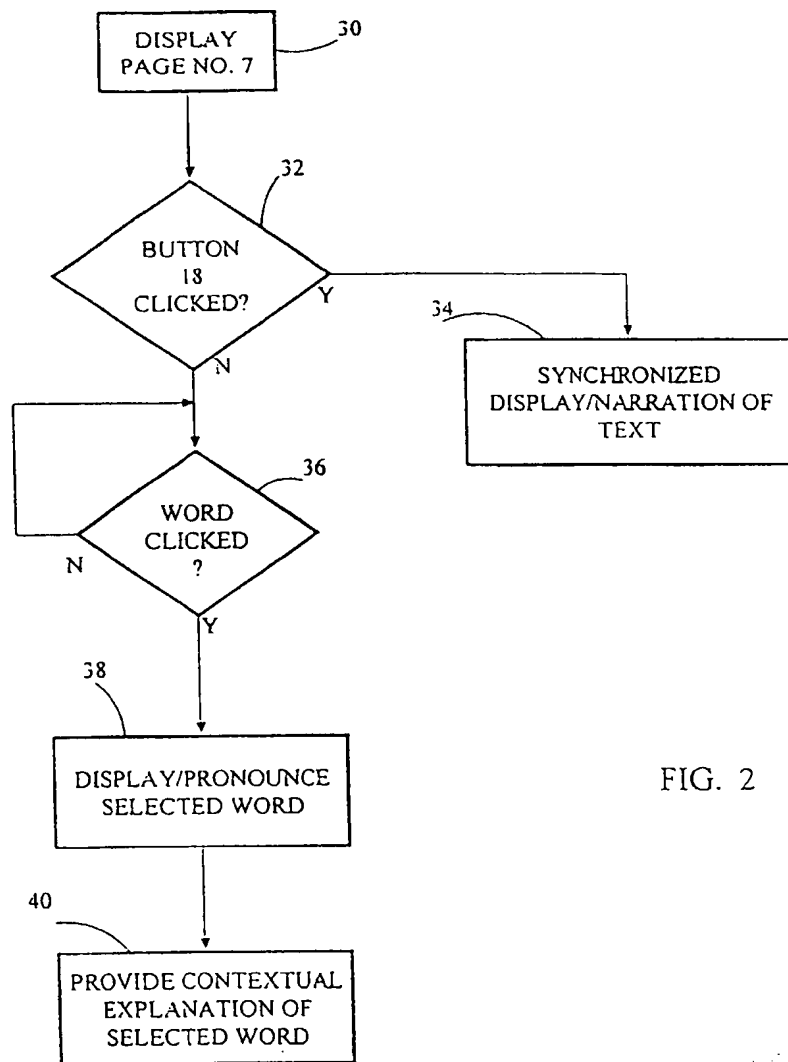 DISPLAY
PAGE NO. 7
30
32
BUTTON
18
CLICKED?
Y
N
34
SYNCHRONIZED
DISPLAY/NARRATION OF
TEXT
36
WORD
CLICKED
?
N
Y
38
DISPLAY/PRONOUNCE
SELECTED WORD
FIG. 2
40
PROVIDE CONTEXTUAL
EXPLANATION OF
SELECTED WORD